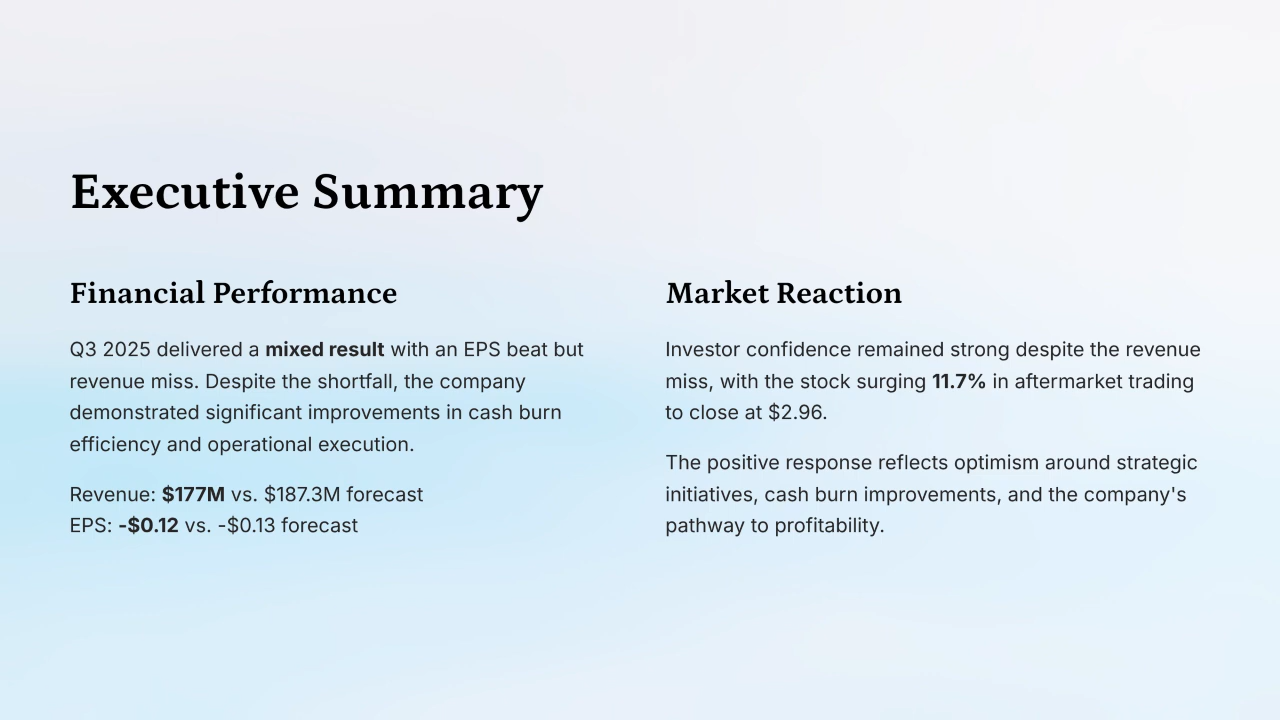 Executive Summary
Financial Performance
Q3 2025 delivered a mixed result with an EPS beat but
revenue miss. Despite the shortfall, the company
demonstrated significant improvements in cash burn
efficiency and operational execution.
Revenue: $177M vs. $187.3M forecast
EPS: -$0.12 vs. -$0.13 forecast
Market Reaction
Investor confidence remained strong despite the revenue
miss, with the stock surging 11.7% in aftermarket trading
to close at $2.96.
The positive response reflects optimism around strategic
initiatives, cash burn improvements, and the company's
pathway to profitability.